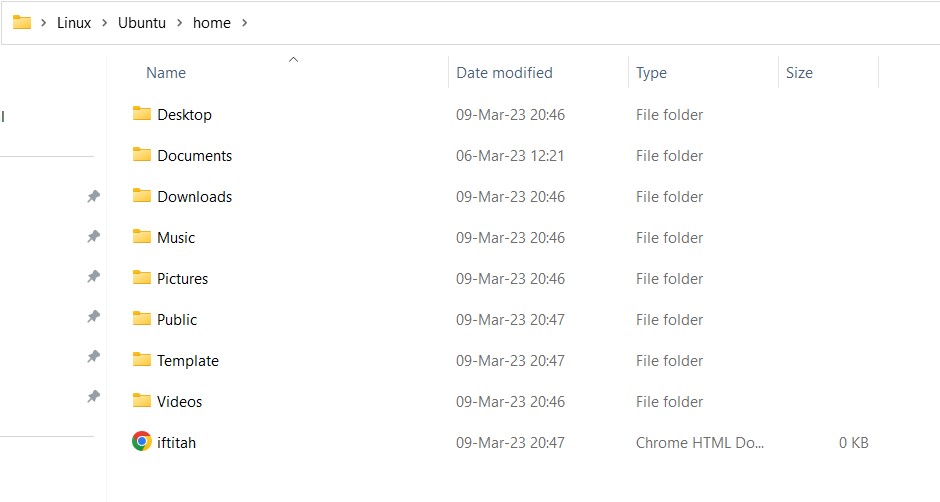 Linux > Ubuntu > home >
Name Date modified Type Size
Desktop 09-Mar-23 20:46 File folder
Documents 06-Mar-23 12:21 File folder
Downloads 09-Mar-23 20:46 File folder
Music 09-Mar-23 20:46 File folder
Pictures 09-Mar-23 20:46 File folder
Public 09-Mar-23 20:47 File folder
Template 09-Mar-23 20:47 File folder
Videos 09-Mar-23 20:46 File folder
iftitah 09-Mar-23 20:47 Chrome HTML Do... 0 KB